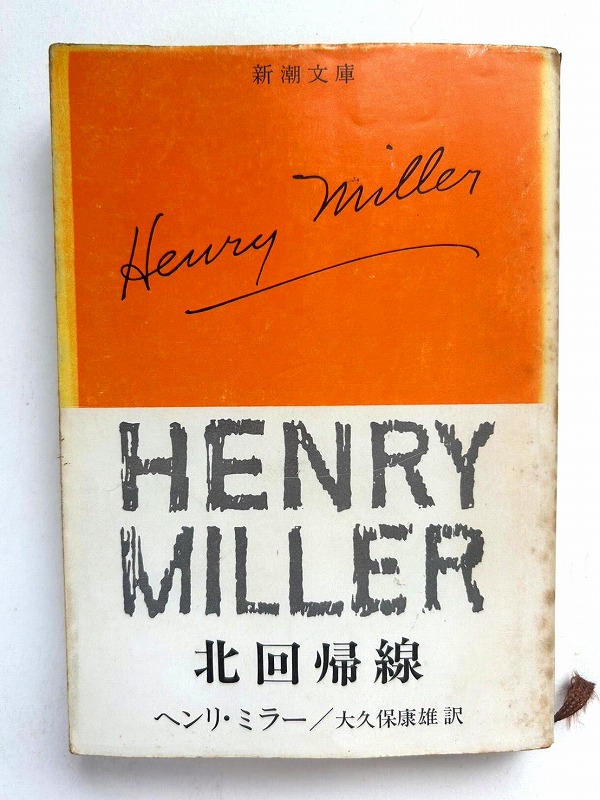 新潮文庫
Henry Miller
HENRY
MILLER
北回帰線
ヘンリ・ミラー/大久保康雄訳